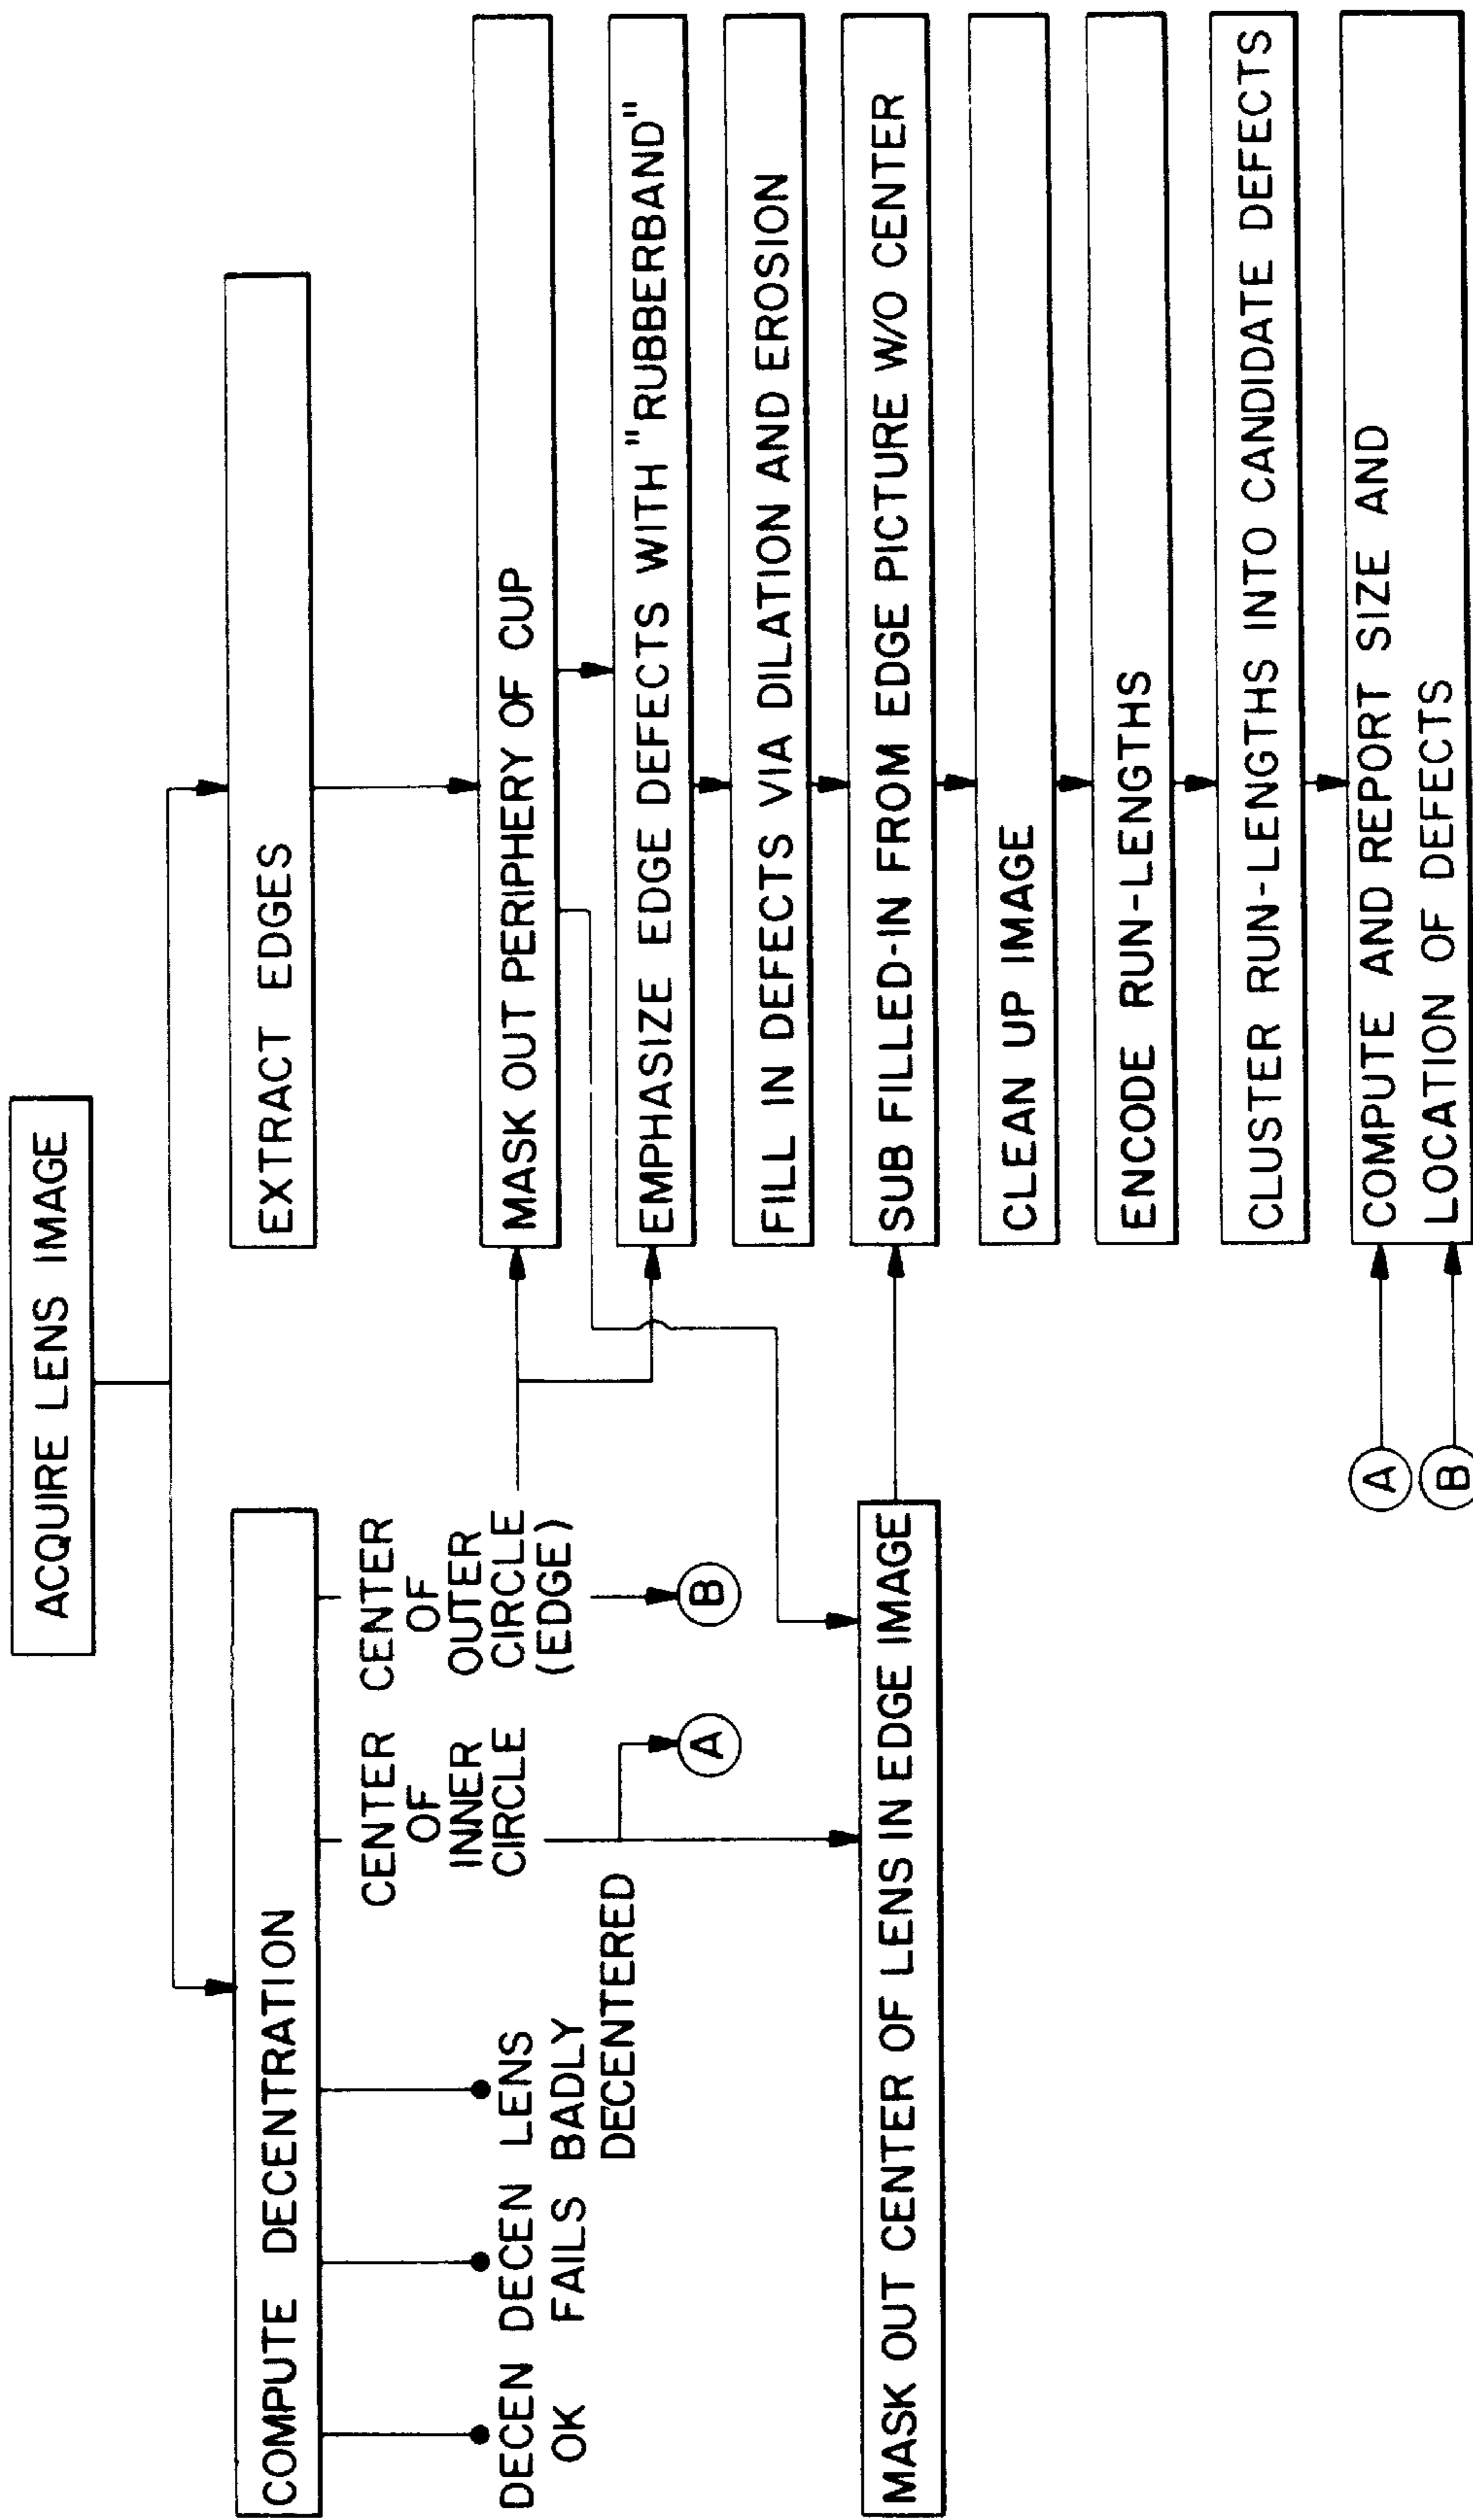 ACQUIRE LENS IMAGE
COMPUTE DECENTRATION
EXTRACT EDGES
DECEN
OK
DECEN
FAILS
LENS
BADLY
DECENTERED
CENTER
OF
INNER
CIRCLE
CENTER
OF
OUTER
CIRCLE
(EDGE)
A
B
MASK OUT PERIPHERY OF CUP
EMPHASIZE EDGE DEFECTS WITH "RUBBERBAND"
FILL IN DEFECTS VIA DILATION AND EROSION
MASK OUT CENTER OF LENS IN EDGE IMAGE
SUB FILLED-IN FROM EDGE PICTURE W/O CENTER
CLEAN UP IMAGE
ENCODE RUN-LENGTHS
CLUSTER RUN-LENGTHS INTO CANDIDATE DEFECTS
A
COMPUTE AND REPORT SIZE AND
B
LOCATION OF DEFECTS